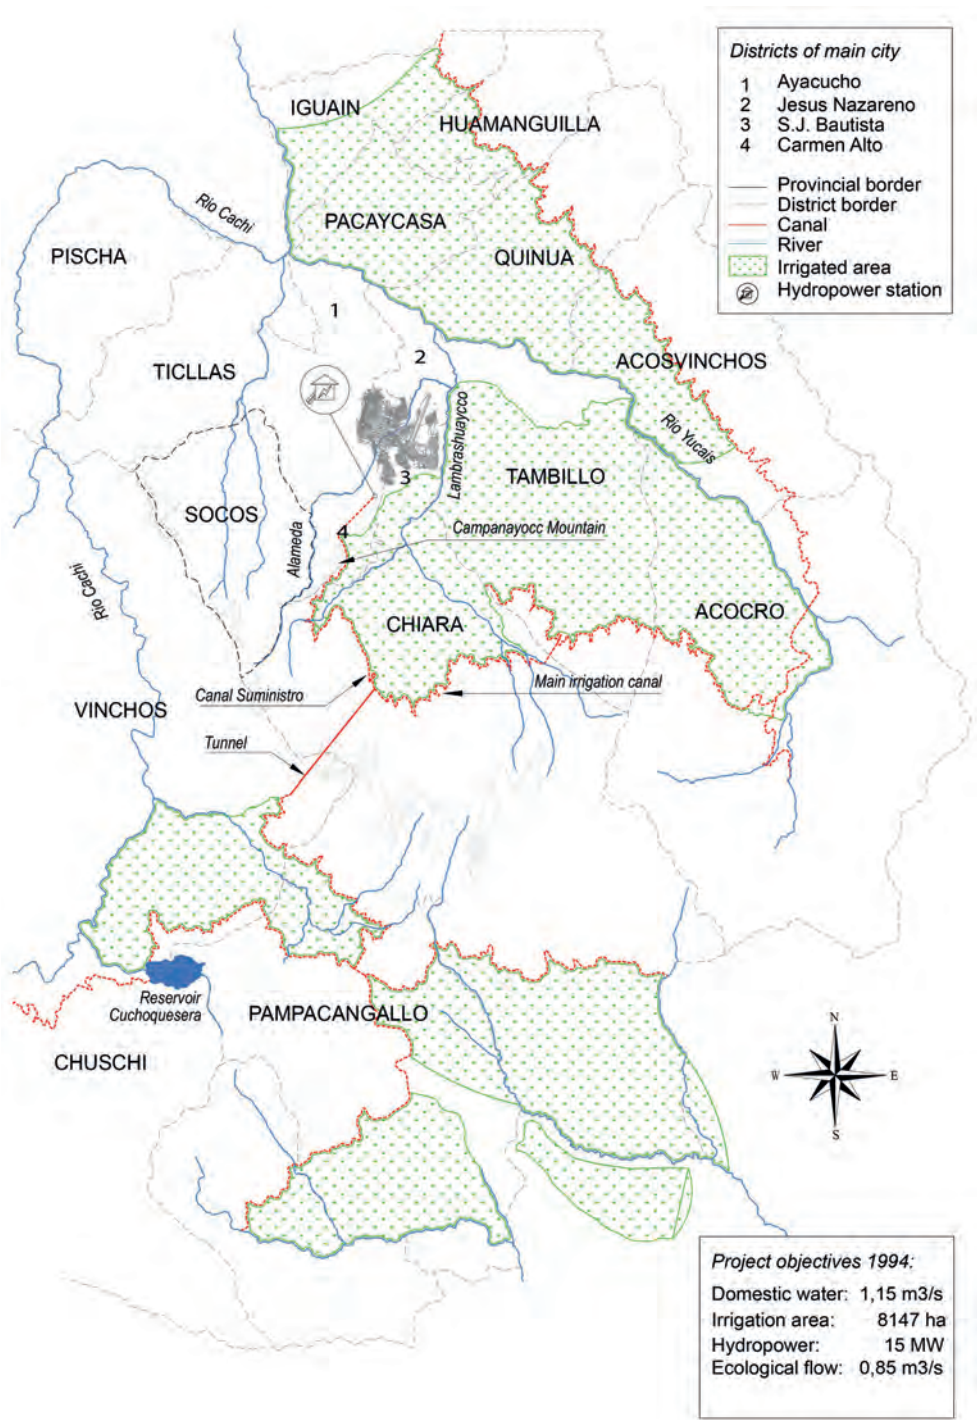 Districts of main city
1 Ayacucho
2 Jesus Nazareno
3 S.J. Bautista
4 Carmen Alto
Provincial border
District border
Canal
River
Irrigated area
Hydropower station
IGUAIN
HUAMANGUILLA
Rio Cachi
PACAYCASA
PISCHA
QUINUA
1
2
ACOSVINCHOS
TICLLAS
Lambrashuaycco
Rio Yucais
3
TAMBILLO
SOCOS
Alameda
4
Campanayocc Mountain
Rio Cachi
CHIARA
ACOCRO
Canal Suministro
Main irrigation canal
VINCHOS
Tunnel
Reservoir
Cuchoquesera
PAMPACANGALLO
CHUSCHI
N
W
E
S
Project objectives 1994:
Domestic water: 1,15 m3/s
Irrigation area: 8147 ha
Hydropower: 15 MW
Ecological flow: 0,85 m3/s